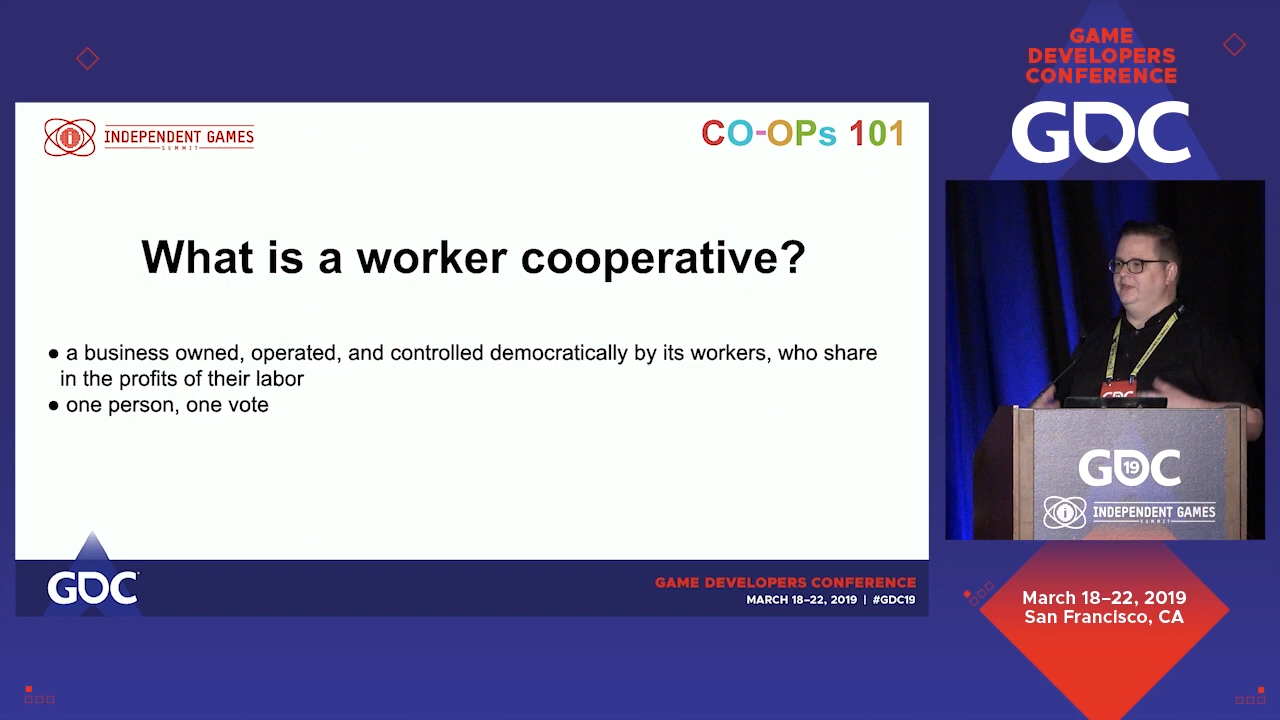 GAME
DEVELOPERS
CONFERENCE
GDC
INDEPENDENT GAMES
SUMMIT
CO-OPs 101
What is a worker cooperative?
● a business owned, operated, and controlled democratically by its workers, who share
in the profits of their labor
● one person, one vote
GDC
GAME DEVELOPERS CONFERENCE
MARCH 18–22, 2019 | #GDC19
GDC
GDC
19
INDEPENDENT GAMES
SUMMIT
March 18–22, 2019
San Francisco, CA